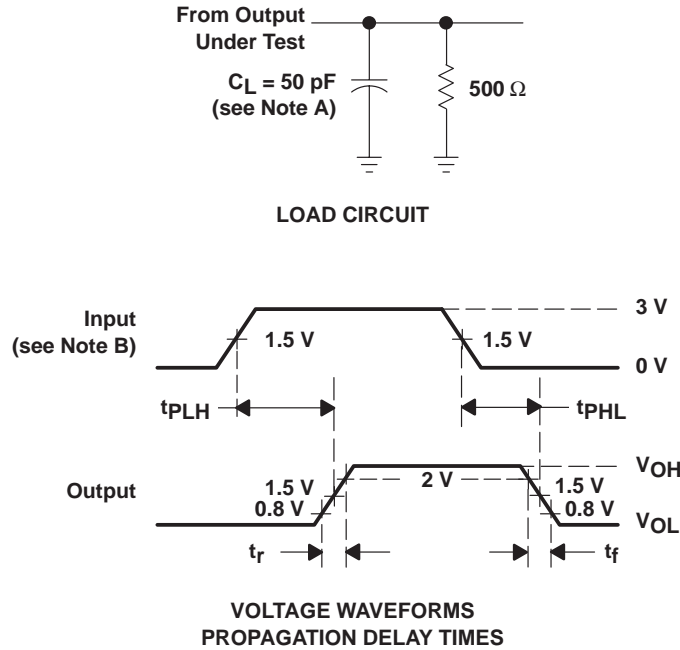 From Output
Under Test
CL = 50 pF
(see Note A)
500 Ω
LOAD CIRCUIT
Input
(see Note B)
1.5 V
1.5 V
3 V
0 V
tPLH
tPHL
Output
1.5 V
0.8 V
2 V
1.5 V
0.8 V
VOH
VOL
tr
tf
VOLTAGE WAVEFORMS
PROPAGATION DELAY TIMES